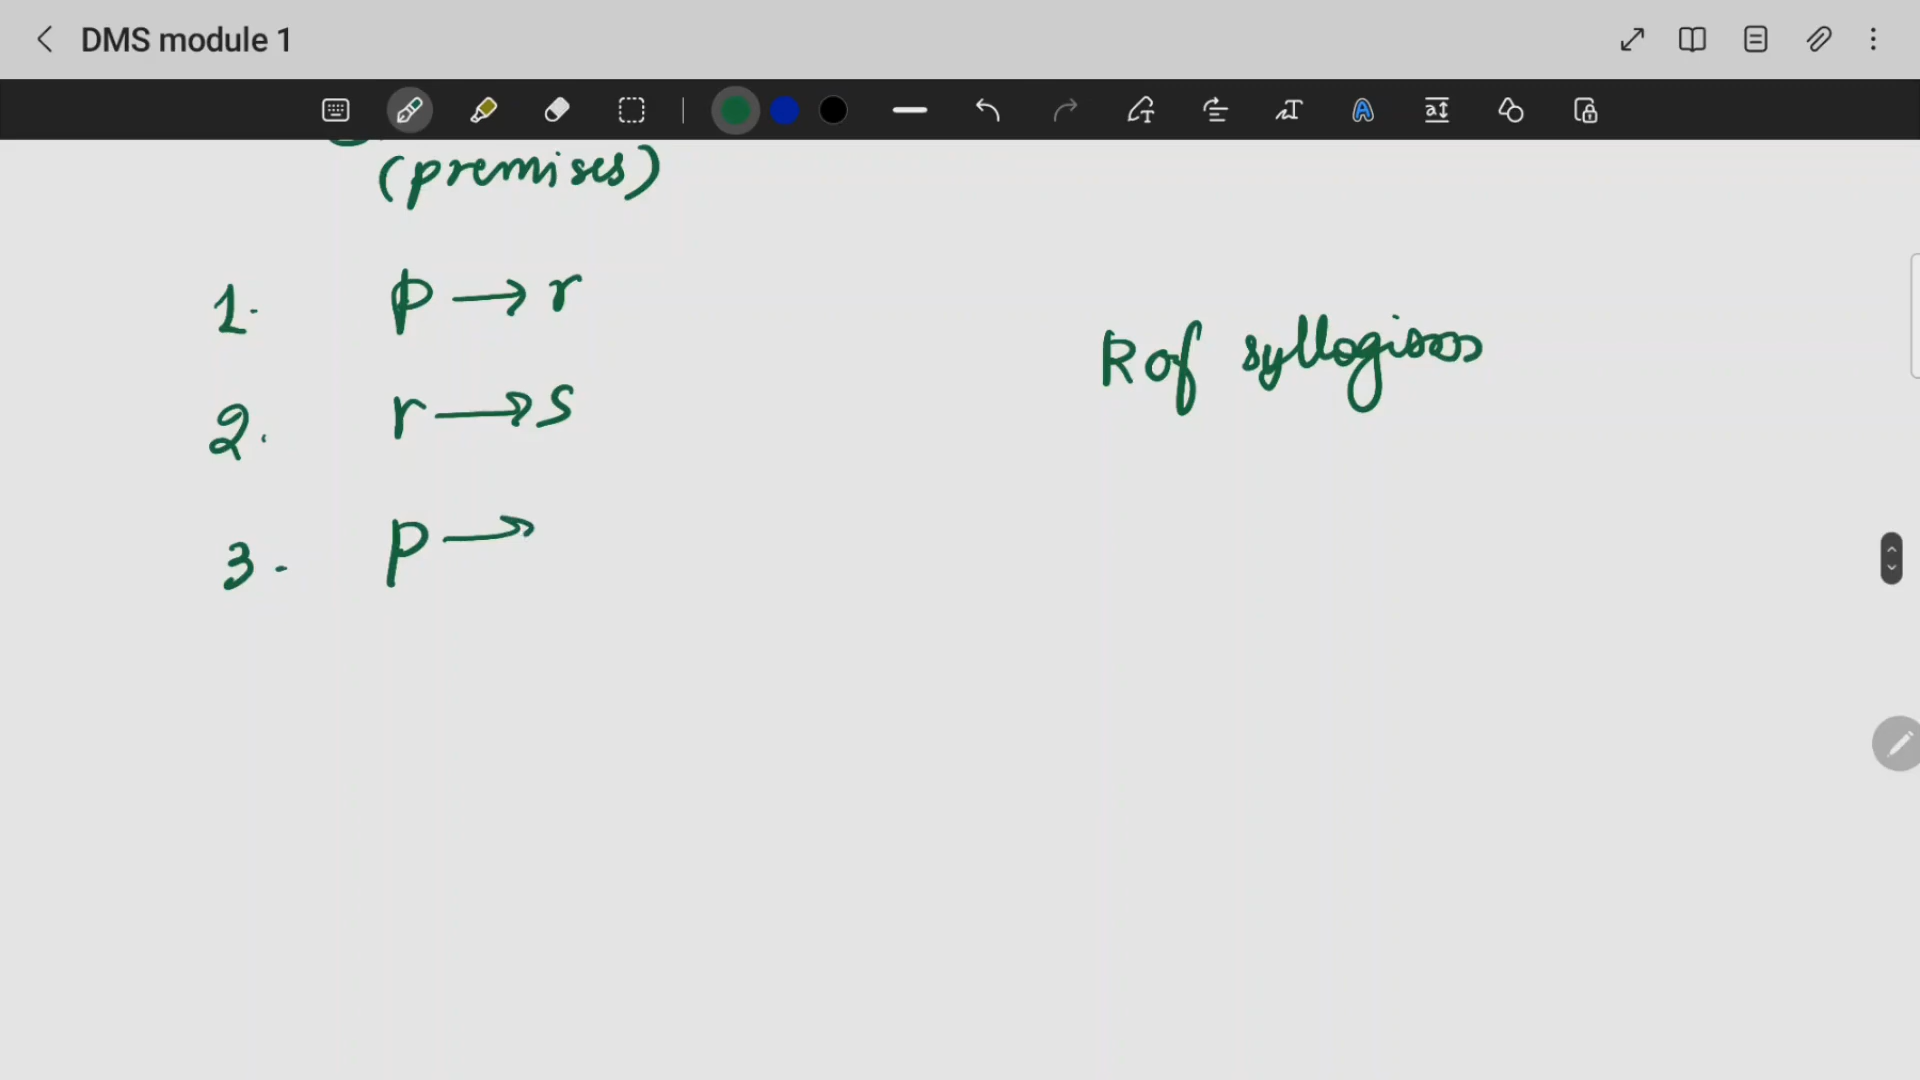 DMS module 1
(premises)
1. p → r
R of syllogism
2. r → s
3. p →